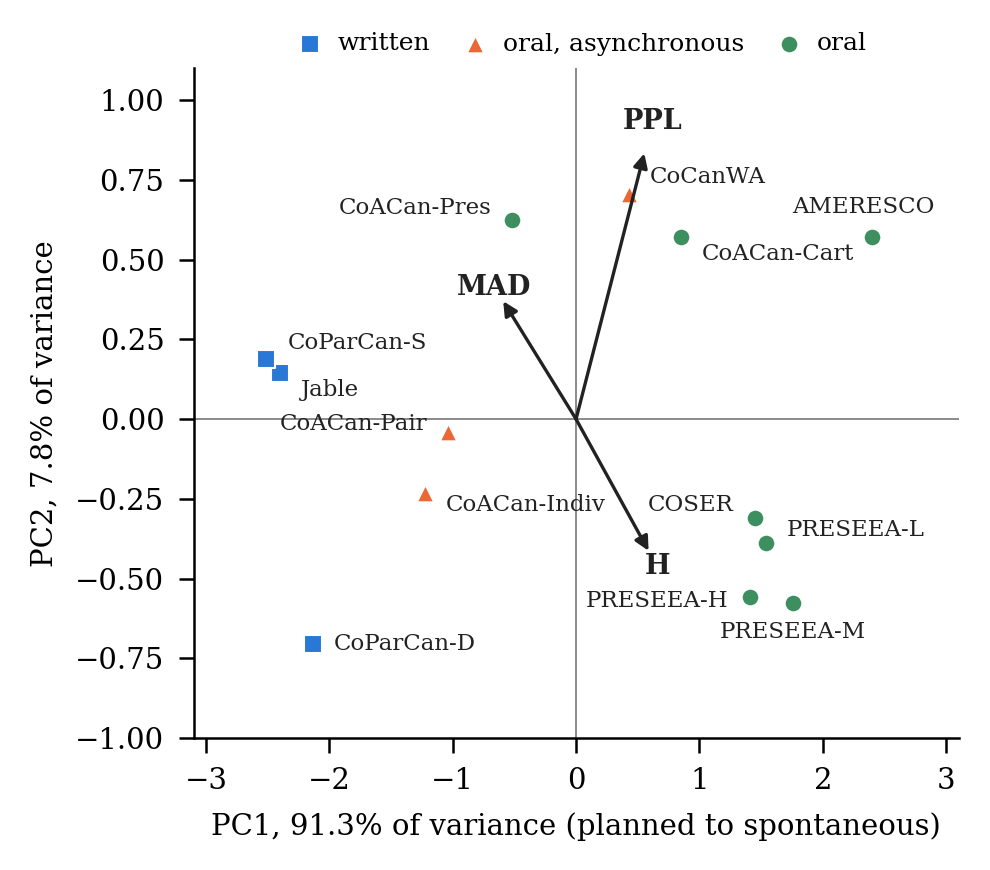 written oral, asynchronous oral
1.00
0.75
0.50
0.25
0.00
−0.25
−0.50
−0.75
−1.00
PC2, 7.8% of variance
PPL
CoCanWA
AMERESCO
CoACan-Pres
CoACan-Cart
MAD
CoParCan-S
Jable
CoACan-Pair
CoACan-Indiv
COSER
PRESEEA-L
H
PRESEEA-H
PRESEEA-M
CoParCan-D
−3 −2 −1 0 1 2 3
PC1, 91.3% of variance (planned to spontaneous)